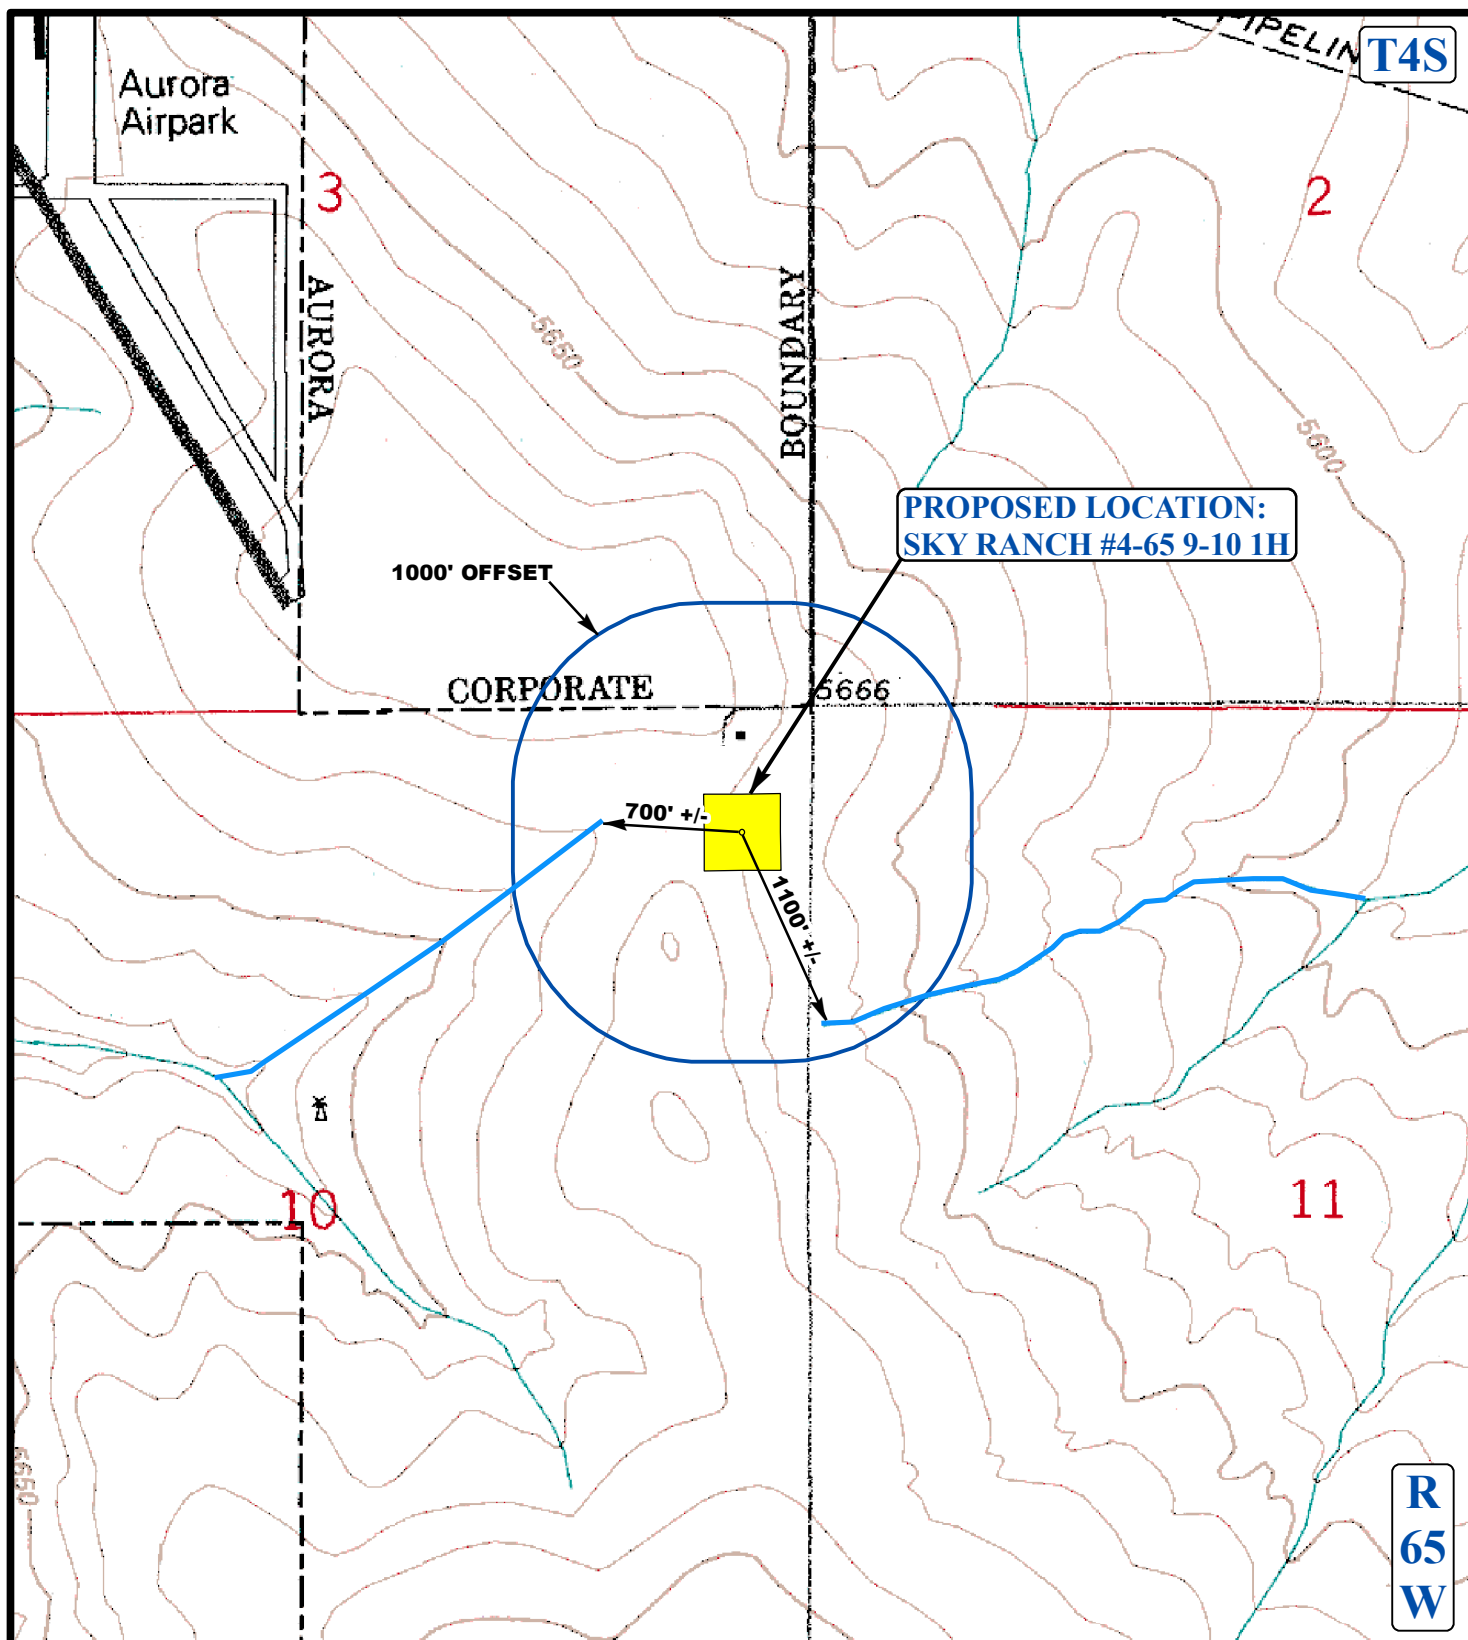 PIPELIN
T4S
Aurora
Airpark
3
2
AURORA
BOUNDARY
5650
5600
PROPOSED LOCATION:
SKY RANCH #4-65 9-10 1H
1000' OFFSET
CORPORATE
5666
700' +/-
1100' +/-
10
11
5650
R
65
W